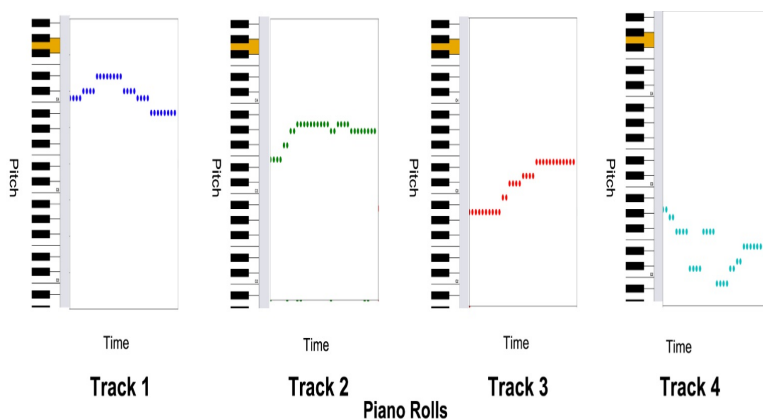 Pitch
Time
Track 1
Pitch
Time
Track 2
Pitch
Time
Track 3
Pitch
Time
Track 4
Piano Rolls